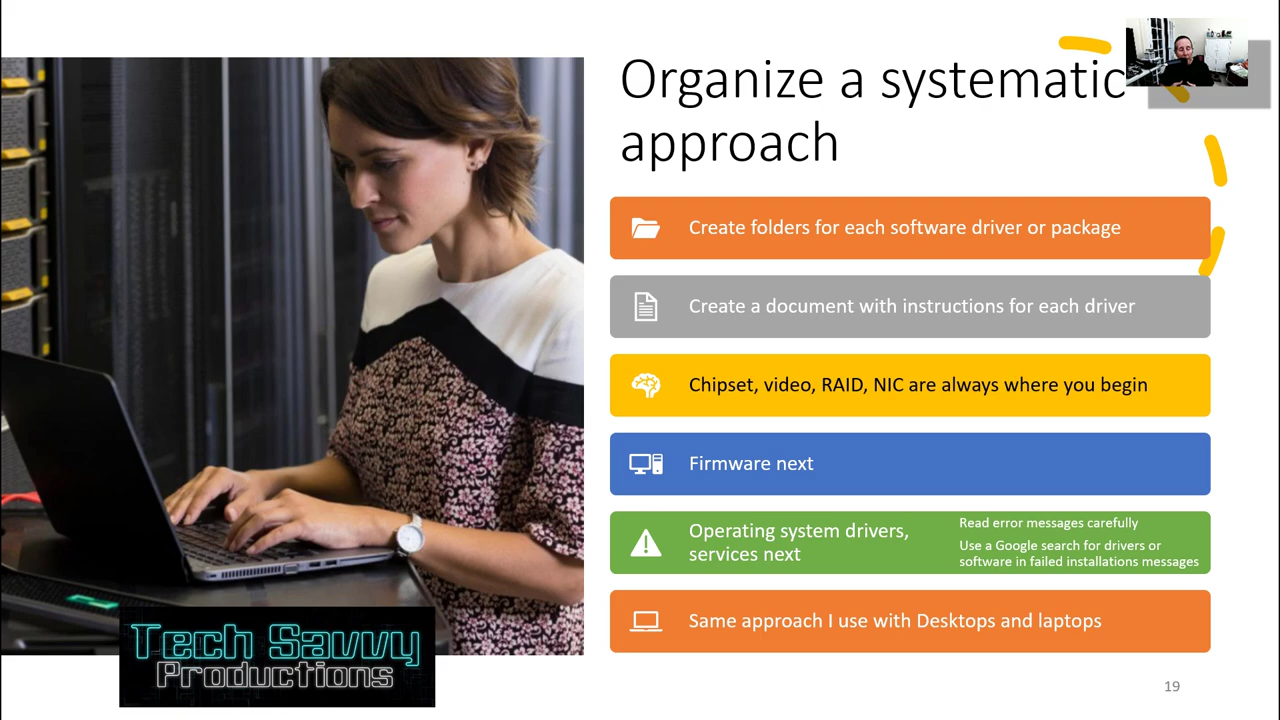 Organize a systematic
approach
Create folders for each software driver or package
Create a document with instructions for each driver
Chipset, video, RAID, NIC are always where you begin
Firmware next
Operating system drivers,
services next
Read error messages carefully
Use a Google search for drivers or
software in failed installations messages
Same approach I use with Desktops and laptops
Tech Savvy
Productions
19